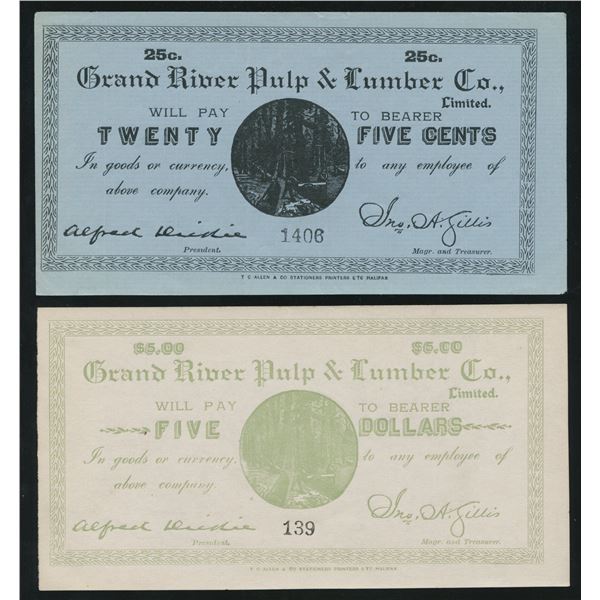 25c. 25c.
Grand River Pulp & Lumber Co.,
Limited.
WILL PAY TO BEARER
TWENTY FIVE CENTS
In goods or currency, to any employee of
above company.
Alfred Dickie 1406 Jno. A. Gillis
President. Magr. and Treasurer.
T C ALLEN & CO STATIONERS PRINTERS ETC HALIFAX
$5.00 $5.00
Grand River Pulp & Lumber Co.,
Limited.
WILL PAY TO BEARER
FIVE DOLLARS
In goods or currency, to any employee of
above company.
Alfred Dickie 139 Jno. A. Gillis
President. Magr. and Treasurer.
T C ALLEN & CO STATIONERS PRINTERS ETC HALIFAX